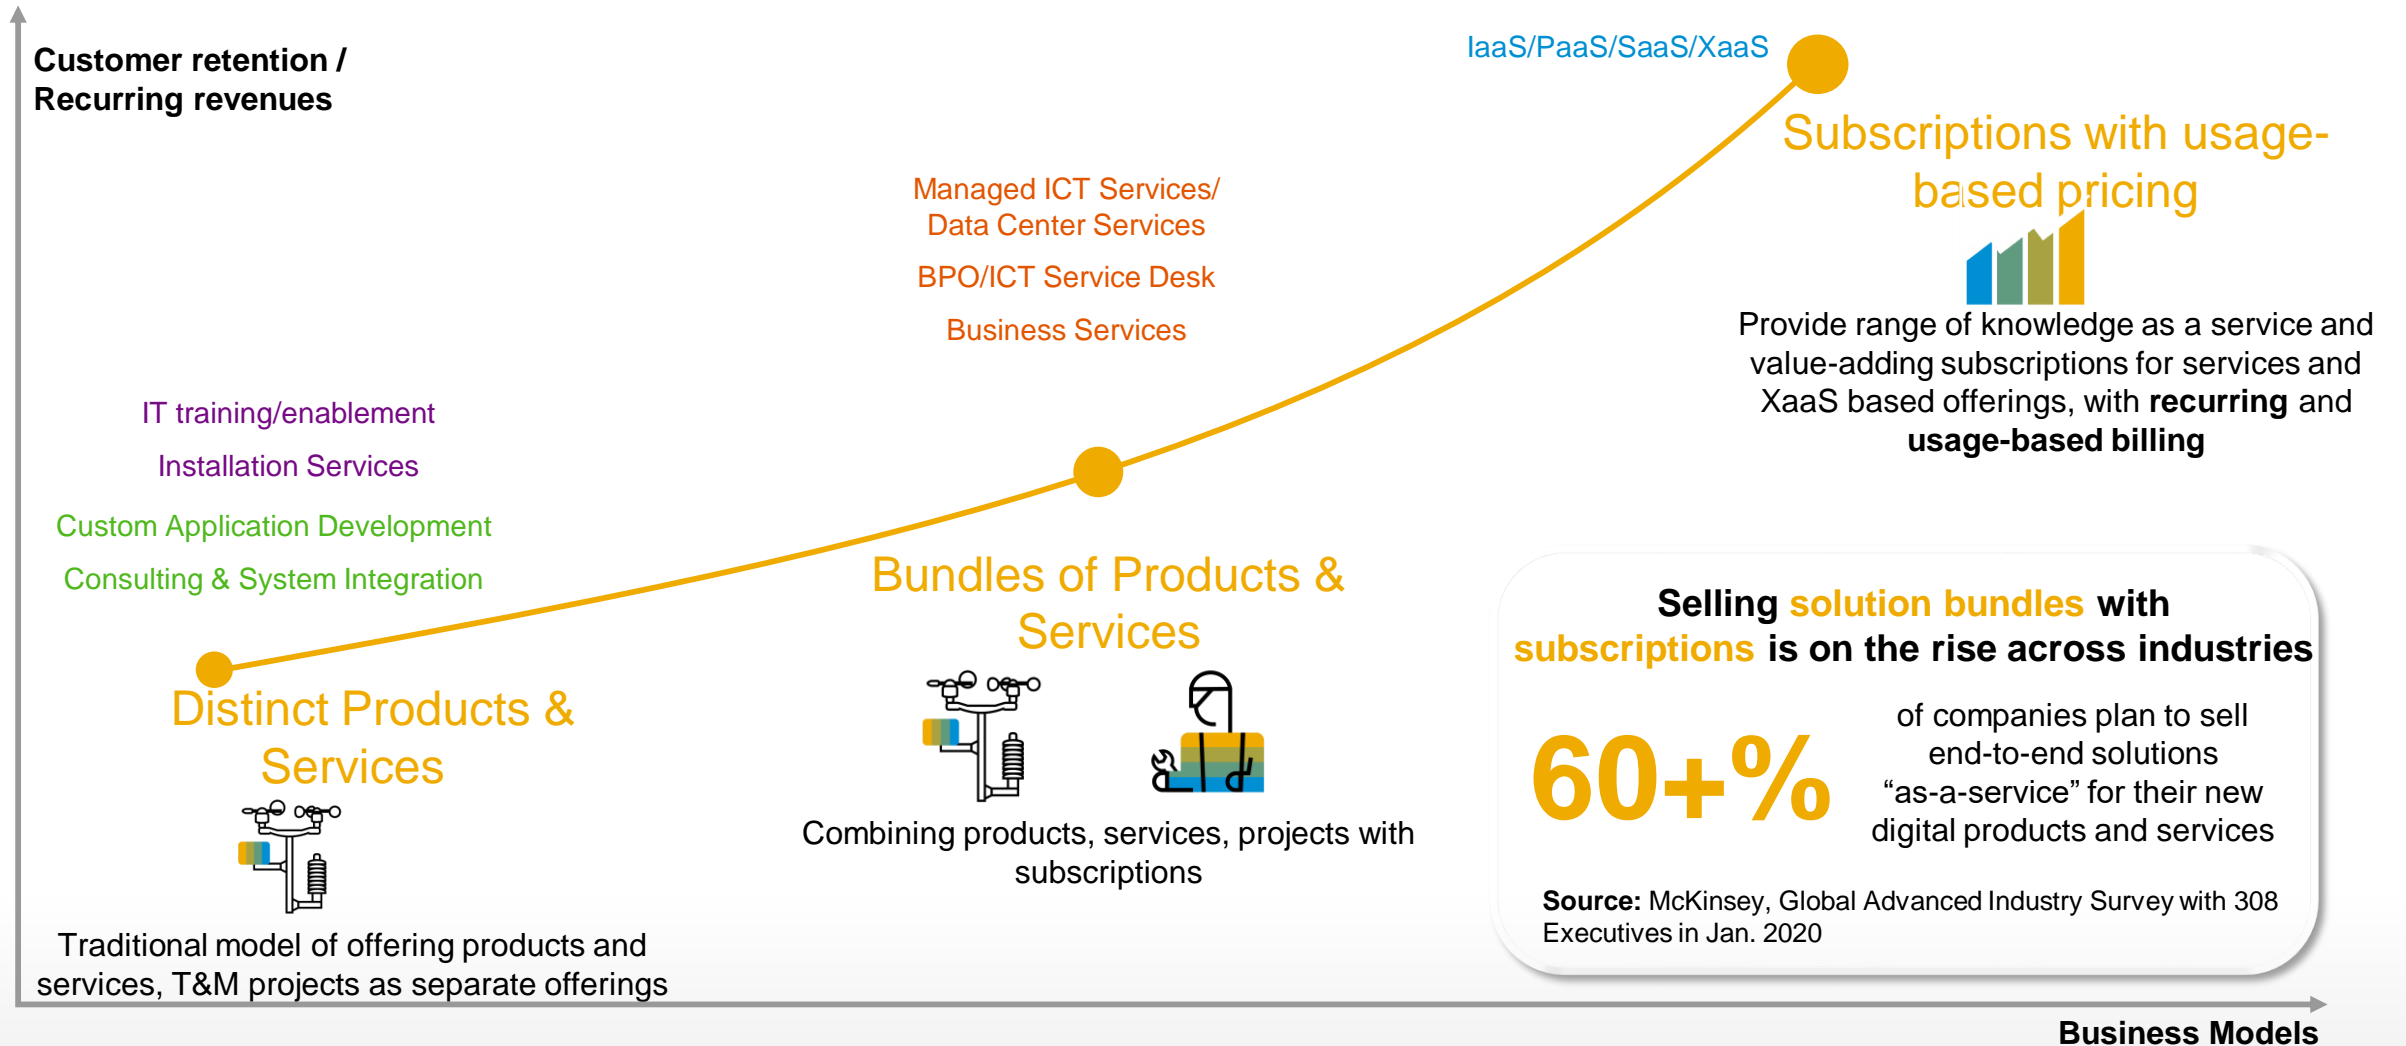 Customer retention /
Recurring revenues
IaaS/PaaS/SaaS/XaaS
Subscriptions with usage-
based pricing
Provide range of knowledge as a service and
value-adding subscriptions for services and
XaaS based offerings, with recurring and
usage-based billing
Managed ICT Services/
Data Center Services
BPO/ICT Service Desk
Business Services
IT training/enablement
Installation Services
Custom Application Development
Consulting & System Integration
Bundles of Products &
Services
Combining products, services, projects with
subscriptions
Distinct Products &
Services
Traditional model of offering products and
services, T&M projects as separate offerings
Selling solution bundles with
subscriptions is on the rise across industries
60+%
of companies plan to sell
end-to-end solutions
“as-a-service” for their new
digital products and services
Source: McKinsey, Global Advanced Industry Survey with 308
Executives in Jan. 2020
Business Models